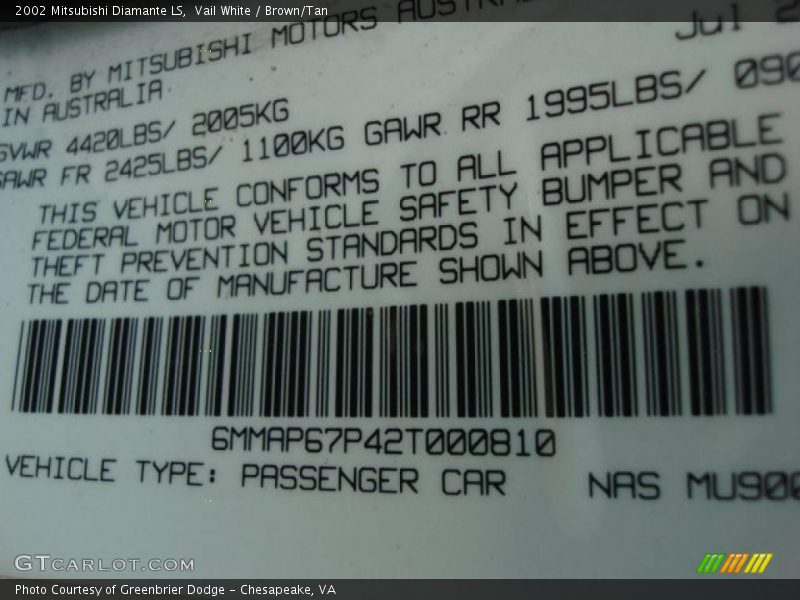 2002 Mitsubishi Diamante LS, Vail White / Brown/Tan
MFD. BY MITSUBISHI MOTORS
Jul
IN AUSTRALIA
GVWR 4420LBS/ 2005KG
GAWR FR 2425LBS/ 1100KG GAWR RR 1995LBS/ 090
THIS VEHICLE CONFORMS TO ALL APPLICABLE
FEDERAL MOTOR VEHICLE SAFETY BUMPER AND
THEFT PREVENTION STANDARDS IN EFFECT ON
THE DATE OF MANUFACTURE SHOWN ABOVE.
6MMAP67P42T000810
VEHICLE TYPE: PASSENGER CAR NAS MU900
GTCARLOT.COM
Photo Courtesy of Greenbrier Dodge - Chesapeake, VA